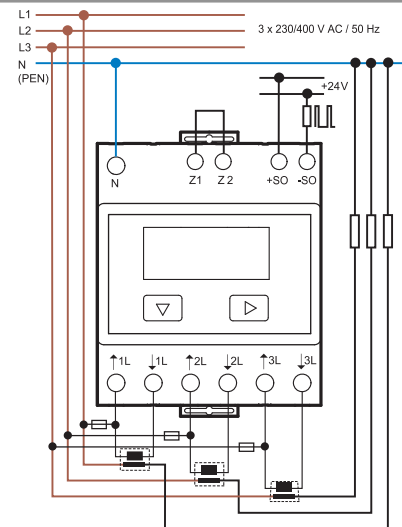 L1
L2
L3
N
(PEN)
3 x 230/400 V AC / 50 Hz
+24V
N
Z1 Z2 +SO -SO
↑1L ↓1L ↑2L ↓2L ↑3L ↓3L